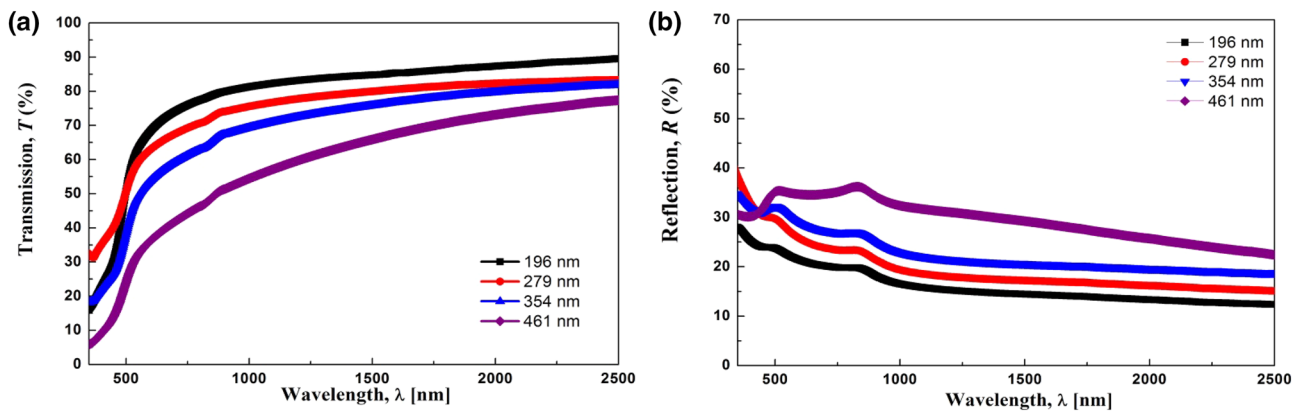 (a)
Transmission, T (%)
100
90
80
70
60
50
40
30
20
10
0
196 nm
279 nm
354 nm
461 nm
500
1000
1500
2000
2500
Wavelength, λ [nm]
(b)
Reflection, R (%)
70
60
50
40
30
20
10
0
196 nm
279 nm
354 nm
461 nm
500
1000
1500
2000
2500
Wavelength, λ [nm]